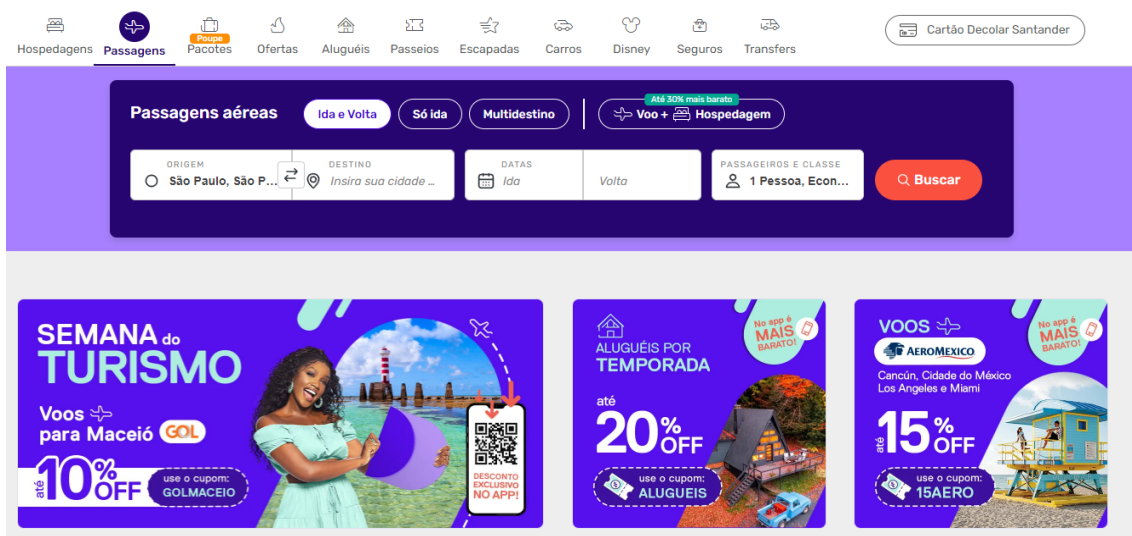 Hospedagens
Passagens
Poupe
Pacotes
Ofertas
Aluguéis
Passeios
Escapadas
Carros
Disney
Seguros
Transfers
Cartão Decolar Santander
Passagens aéreas
Ida e Volta
Só ida
Multidestino
Até 30% mais barato
Voo + Hospedagem
ORIGEM
São Paulo, São P...
DESTINO
Insira sua cidade ...
DATAS
Ida
Volta
PASSAGEIROS E CLASSE
1 Pessoa, Econ...
Buscar
SEMANA do
TURISMO
Voos
para Maceió GOL
até 10% OFF
use o cupom:
GOLMACEIO
DESCONTO
EXCLUSIVO
NO APP!
ALUGUÉIS POR
TEMPORADA
até
20% OFF
use o cupom:
ALUGUEIS
No app é
MAIS
BARATO!
VOOS
AEROMEXICO
Cancún, Cidade do México
Los Angeles e Miami
até 15% OFF
use o cupom:
15AERO
No app é
MAIS
BARATO!